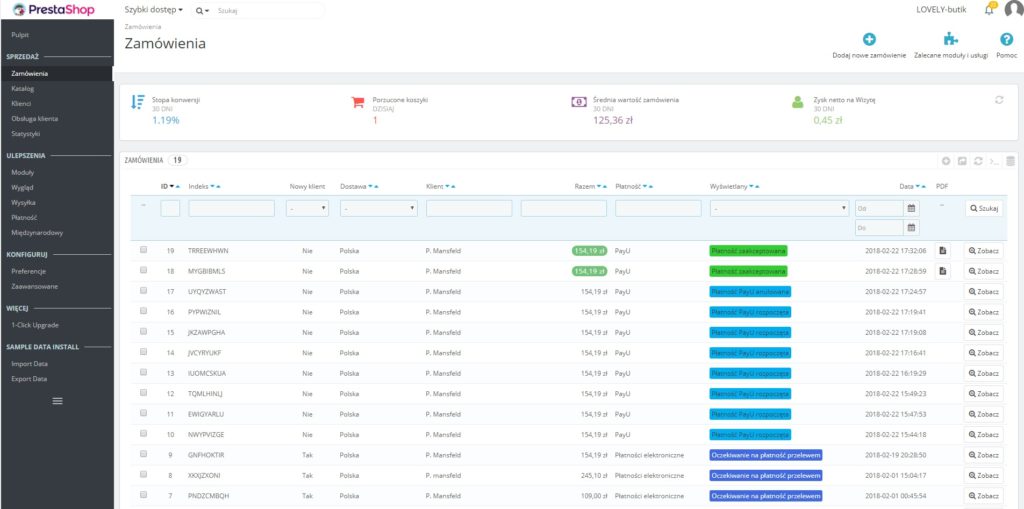 PrestaShop Szybki dostęp Szukaj LOVELY-butik
Pulpit
SPRZEDAŻ
Zamówienia
Katalog
Klienci
Obsługa klienta
Statystyki
ULEPSZENIA
Moduły
Wygląd
Wysyłka
Płatność
Międzynarodowy
KONFIGURUJ
Preferencje
Zaawansowane
WIĘCEJ
1-Click Upgrade
SAMPLE DATA INSTALL
Import Data
Export Data
Zamówienia
Zamówienia
Dodaj nowe zamówienie Zalecane moduły i usługi Pomoc
Stopa konwersji
30 DNI
1.19%
Porzucone koszyki
DZISIAJ
1
Średnia wartość zamówienia
30 DNI
125,36 zł
Zysk netto na Wizytę
30 DNI
0,45 zł
ZAMÓWIENIA 19
ID Indeks Nowy klient Dostawa Klient Razem Płatność Wyświetlany Data PDF
-- - - - Od -- Szukaj
Do
19 TRREEWHWN Nie Polska P. Mansfeld 154,19 zł PayU Płatność zaakceptowana 2018-02-22 17:32:06 Zobacz
18 MYGBIBMLS Nie Polska P. Mansfeld 154,19 zł PayU Płatność zaakceptowana 2018-02-22 17:28:59 Zobacz
17 UYQYZWAST Nie Polska P. Mansfeld 154,19 zł PayU Płatność PayU anulowana 2018-02-22 17:24:57 Zobacz
16 PYPWIZNIL Nie Polska P. Mansfeld 154,19 zł PayU Płatność PayU rozpoczęta 2018-02-22 17:19:41 Zobacz
15 JKZAWPGHA Nie Polska P. Mansfeld 154,19 zł PayU Płatność PayU rozpoczęta 2018-02-22 17:19:08 Zobacz
14 JVCYRYUKF Nie Polska P. Mansfeld 154,19 zł PayU Płatność PayU rozpoczęta 2018-02-22 17:16:41 Zobacz
13 IUOMCSKUA Nie Polska P. Mansfeld 154,19 zł PayU Płatność PayU rozpoczęta 2018-02-22 16:19:29 Zobacz
12 TQMLHINLJ Nie Polska P. Mansfeld 154,19 zł PayU Płatność PayU rozpoczęta 2018-02-22 15:49:23 Zobacz
11 EWIGYARLU Nie Polska P. Mansfeld 154,19 zł PayU Płatność PayU rozpoczęta 2018-02-22 15:47:53 Zobacz
10 NWYPVIZGE Nie Polska P. Mansfeld 154,19 zł PayU Płatność PayU rozpoczęta 2018-02-22 15:44:18 Zobacz
9 GNFHOKTIR Tak Polska P. Mansfeld 154,19 zł Płatności elektroniczne Oczekiwanie na płatność przelewem 2018-02-19 20:28:50 Zobacz
8 XKXJZXONI Tak Polska P. mansfeld 245,10 zł Płatności elektroniczne Oczekiwanie na płatność przelewem 2018-02-01 15:04:17 Zobacz
7 PNDZCMBQH Tak Polska P. Mansfeld 109,00 zł Płatności elektroniczne Oczekiwanie na płatność przelewem 2018-02-01 00:45:54 Zobacz